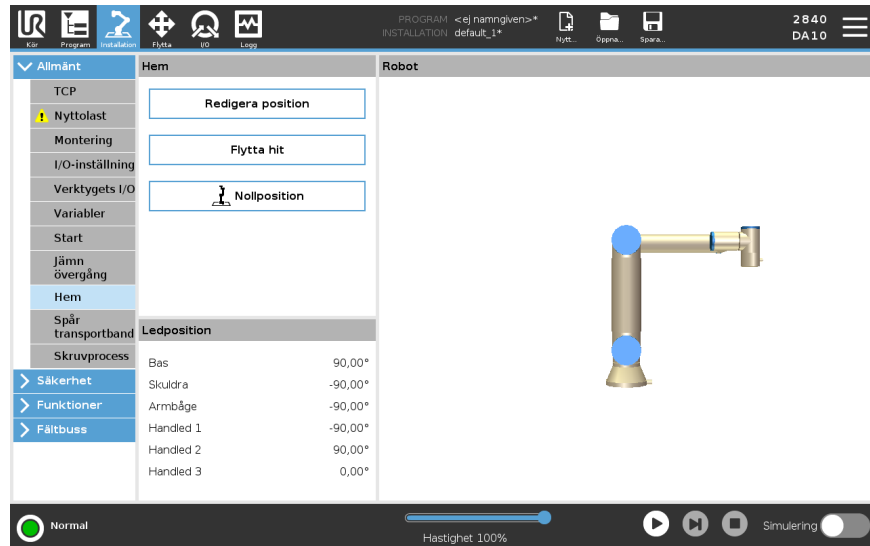 UR
Kör
Program
Installation
Flytta
I/O
Logg
PROGRAM <ej namngiven>*
INSTALLATION default_1*
Nytt...
Öppna...
Spara...
2840
DA10
Allmänt
TCP
Nyttolast
Montering
I/O-inställning
Verktygets I/O
Variabler
Start
Jämn
övergång
Hem
Spår
transportband
Skruvprocess
Säkerhet
Funktioner
Fältbuss
Hem
Redigera position
Flytta hit
Nollposition
Ledposition
Bas 90,00°
Skuldra -90,00°
Armbåge -90,00°
Handled 1 -90,00°
Handled 2 90,00°
Handled 3 0,00°
Robot
Normal
Hastighet 100%
Simulering